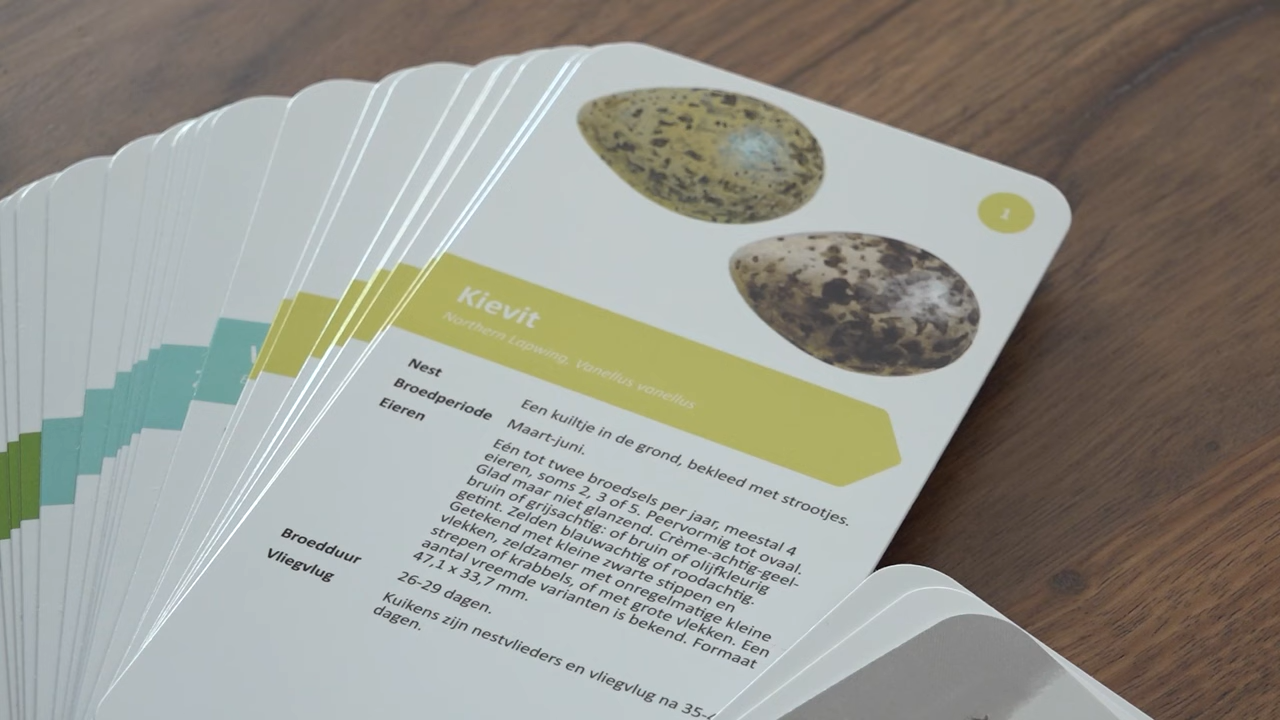 1
Kievit
Northern Lapwing, Vanellus vanellus
Nest
Een kuiltje in de grond, bekleed met strootjes.
Broedperiode
Maart-juni.
Eieren
Eén tot twee broedsels per jaar, meestal 4
eieren, soms 2, 3 of 5. Peervormig tot ovaal.
Glad maar niet glanzend. Crème-achtig-geel-
bruin of grijsachtig: of bruin of olijfkleurig
getint. Zelden blauwachtig of roodachtig.
Getekend met kleine zwarte stippen en
vlekken, zeldzamer met onregelmatige kleine
strepen of krabbels, of met grote vlekken. Een
aantal vreemde varianten is bekend. Formaat
47,1 x 33,7 mm.
Broedduur
26-29 dagen.
Vliegvlug
Kuikens zijn nestvlieders en vliegvlug na 35-
dagen.